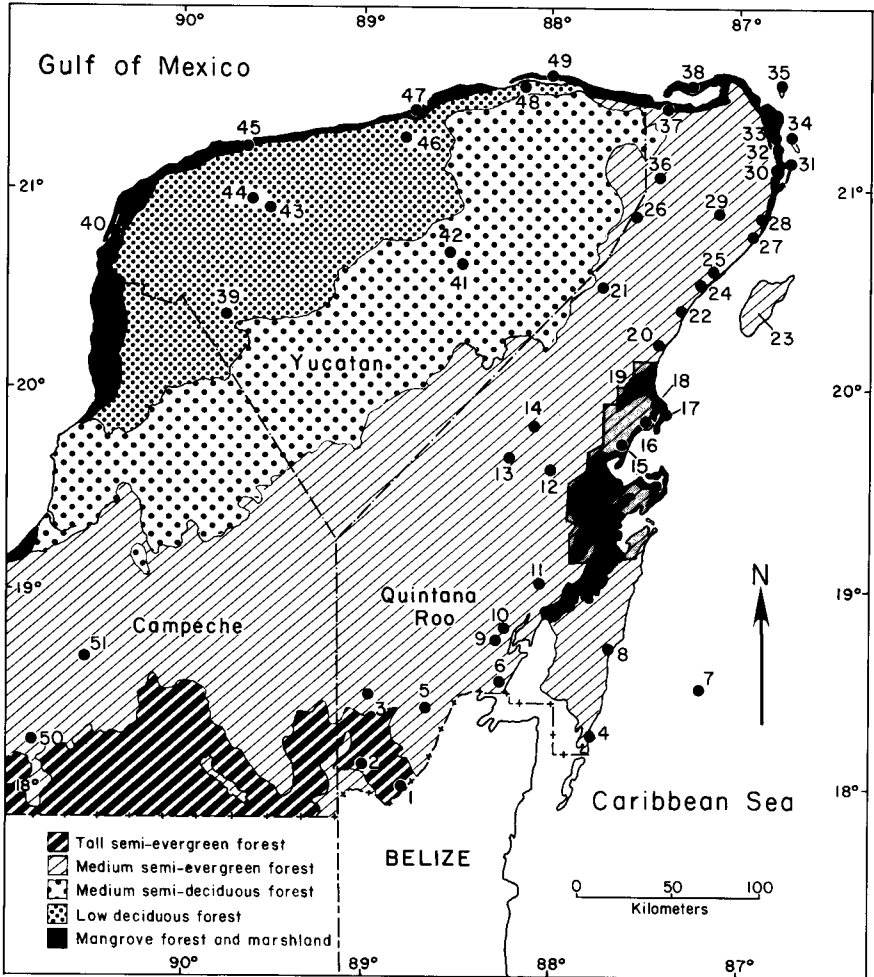 90° 89° 88° 87°
Gulf of Mexico
49
38 35
47
48
37
45 46 33 34
32
36 31
21° 30 21°
44 43 29
40 26 28
42 27
41 25
21 24
39 22
20 23
Yucatan
20° 19 18 20°
14 17
16
13 12 15
N
11
19° Quintana 19°
Roo
Campeche 10
9
51 8
6 7
5
3
50 4
2
18° 1 18°
Caribbean Sea
BELIZE
Tall semi-evergreen forest
Medium semi-evergreen forest
Medium semi-deciduous forest
Low deciduous forest
Mangrove forest and marshland
0 50 100
Kilometers
90° 89° 88° 87°